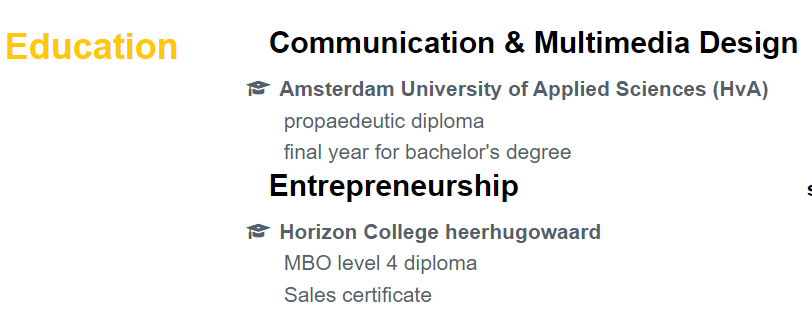 Education
Communication & Multimedia Design
Amsterdam University of Applied Sciences (HvA)
propaedeutic diploma
final year for bachelor's degree
Entrepreneurship
Horizon College heerhugowaard
MBO level 4 diploma
Sales certificate